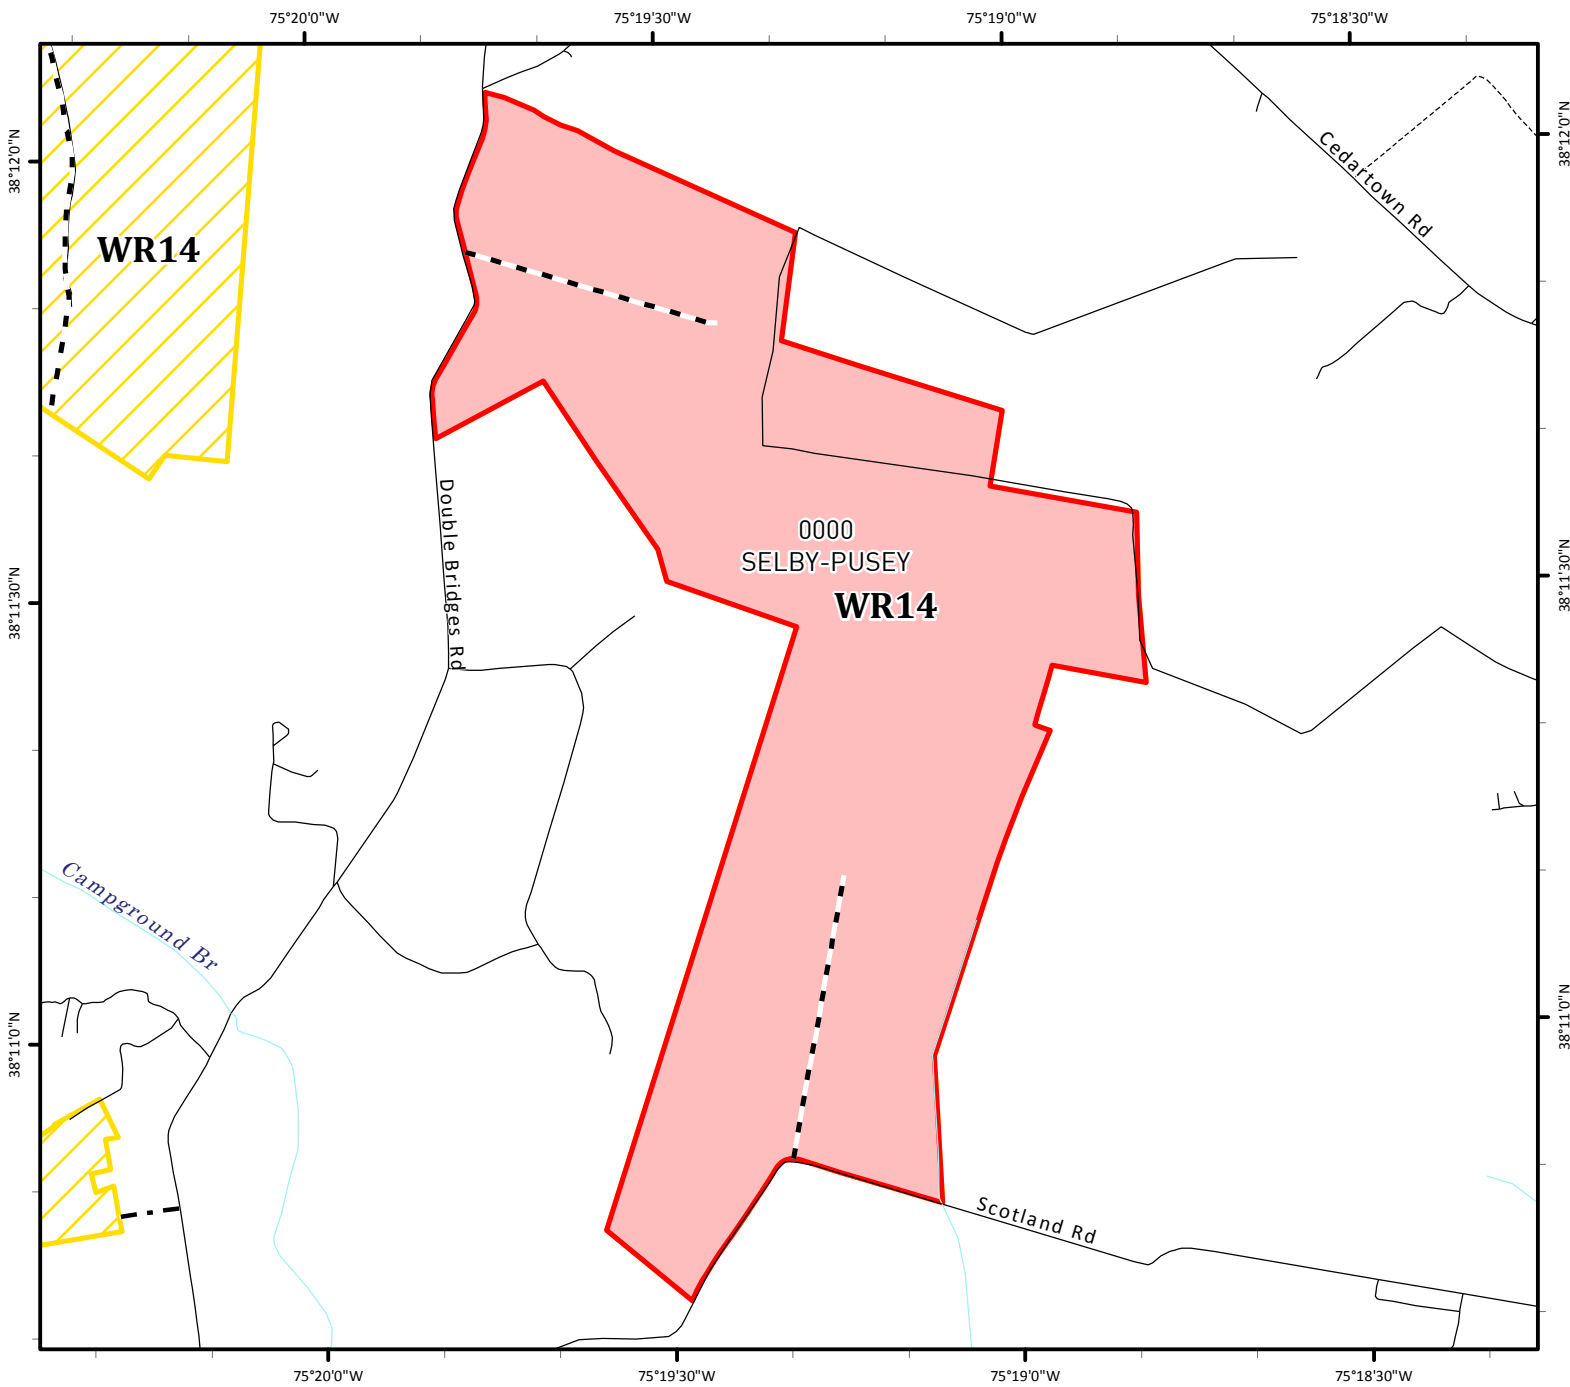 75°20'0"W 75°19'30"W 75°19'0"W 75°18'30"W
38°12'0"N
38°12'0"N
Cedartown Rd
WR14
0000
SELBY-PUSEY
WR14
Double Bridges Rd
38°11'30"N
38°11'30"N
Campground Br
38°11'0"N
38°11'0"N
Scotland Rd
75°20'0"W 75°19'30"W 75°19'0"W 75°18'30"W